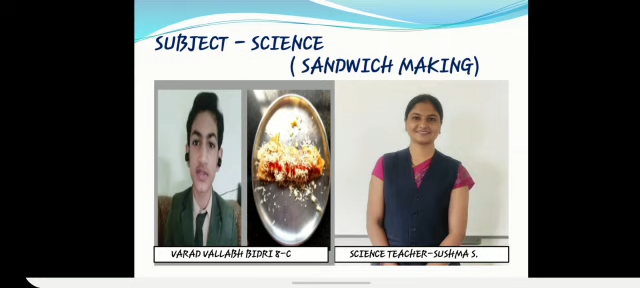 SUBJECT - SCIENCE
( SANDWICH MAKING)
VARAD VALLABH BIDRI 8-C
SCIENCE TEACHER-SUSHMA S.